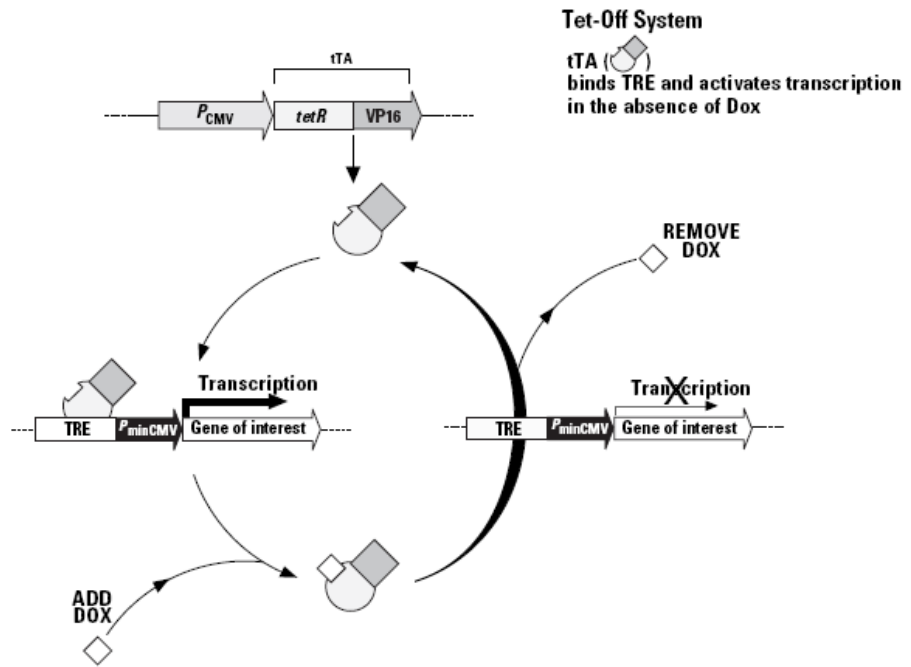 Tet-Off System
tTA ( )
binds TRE and activates transcription
in the absence of Dox
tTA
PCMV
tetR
VP16
REMOVE
DOX
Transcription
TRE
PminCMV
Gene of interest
Transcription
TRE
PminCMV
Gene of interest
ADD
DOX